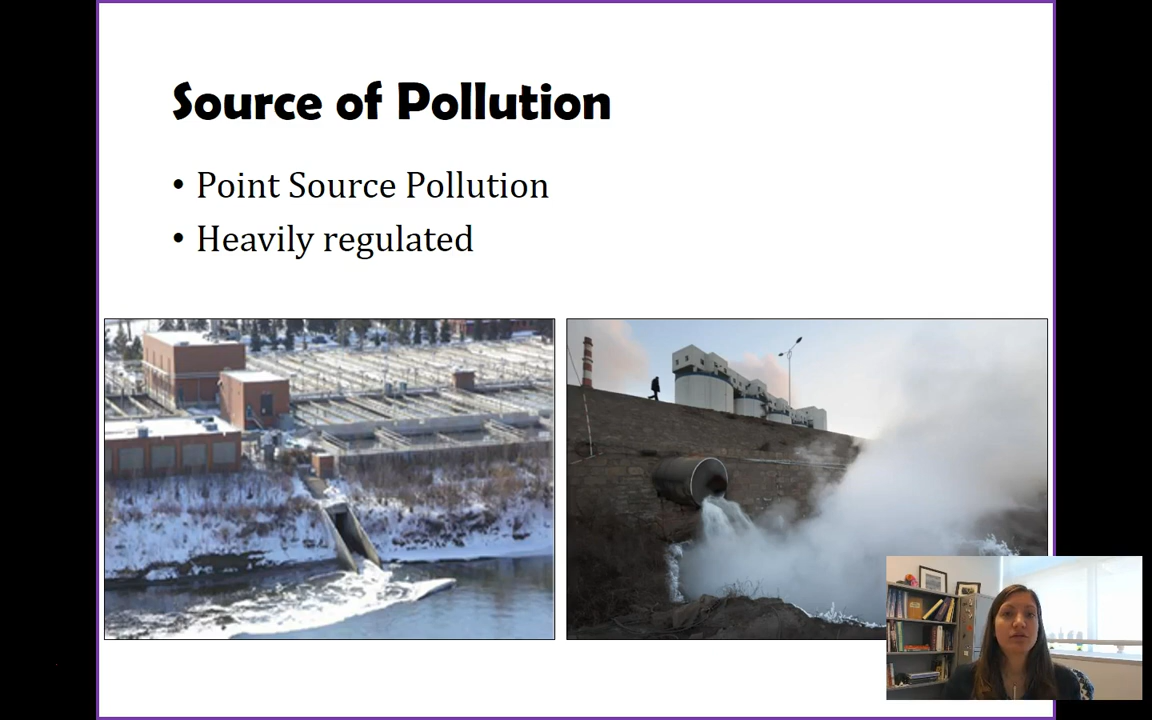 Source of Pollution
• Point Source Pollution
• Heavily regulated